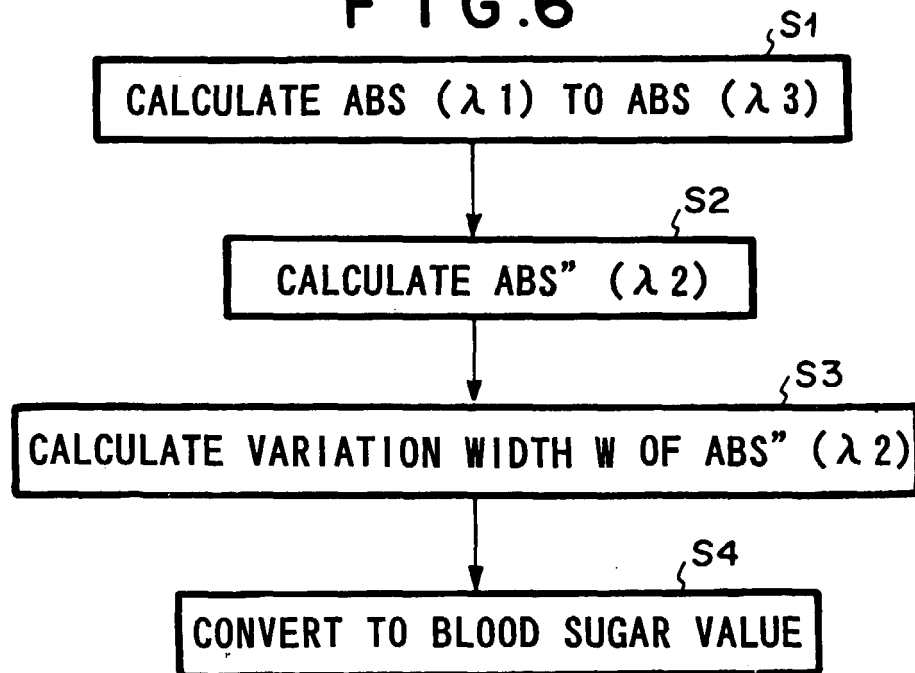 FIG.6
S1
CALCULATE ABS (λ1) TO ABS (λ3)
S2
CALCULATE ABS” (λ2)
S3
CALCULATE VARIATION WIDTH W OF ABS” (λ2)
S4
CONVERT TO BLOOD SUGAR VALUE